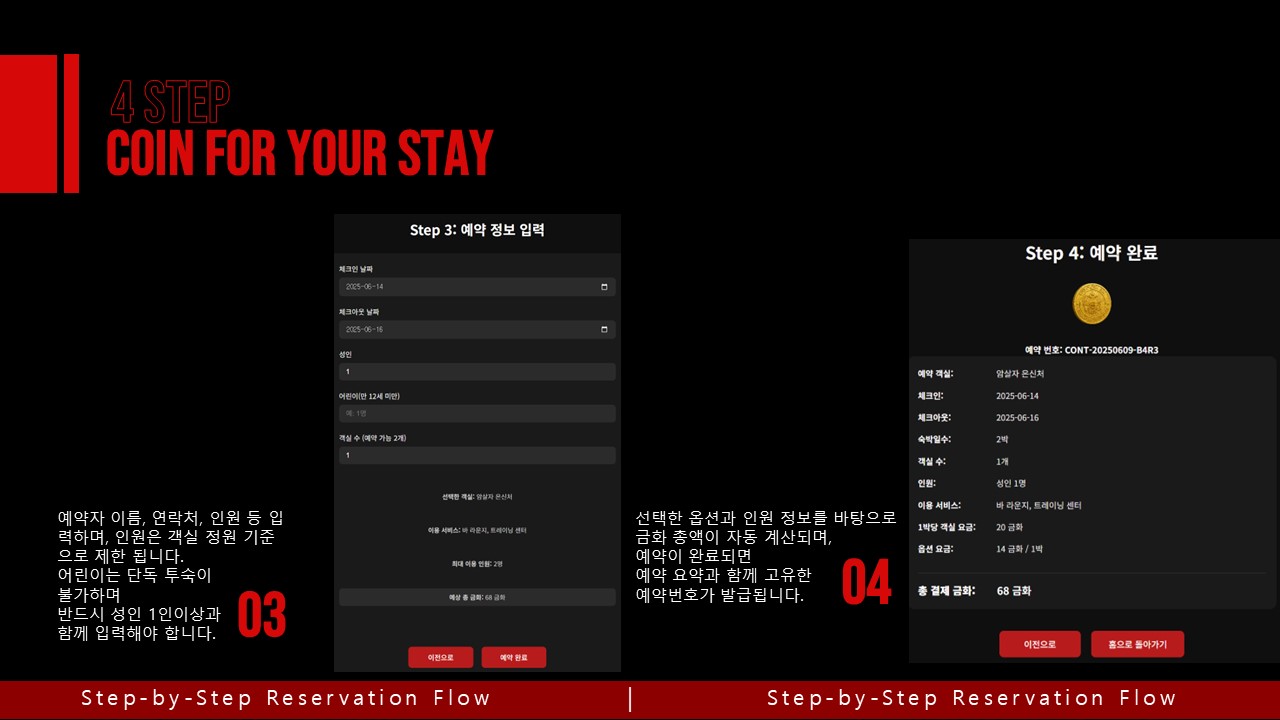 4 STEP
COIN FOR YOUR STAY
예약자 이름, 연락처, 인원 등 입
력하며, 인원은 객실 정원 기준
으로 제한 됩니다.
어린이는 단독 투숙이
불가하며
반드시 성인 1인이상과
함께 입력해야 합니다.
03
Step 3: 예약 정보 입력
체크인 날짜
2025-06-14
체크아웃 날짜
2025-06-16
성인
1
어린이(만 12세 미만)
예: 1명
객실 수 (예약 가능 2개)
1
선택한 객실: 암살자 은신처
이용 서비스: 바 라운지, 트레이닝 센터
최대 이용 인원: 2명
예상 총 금화: 68 금화
이전으로 예약 완료
선택한 옵션과 인원 정보를 바탕으로
금화 총액이 자동 계산되며,
예약이 완료되면
예약 요약과 함께 고유한
예약번호가 발급됩니다.
04
Step 4: 예약 완료
예약 번호: CONT-20250609-B4R3
예약 객실: 암살자 은신처
체크인: 2025-06-14
체크아웃: 2025-06-16
숙박일수: 2박
객실 수: 1개
인원: 성인 1명
이용 서비스: 바 라운지, 트레이닝 센터
1박당 객실 요금: 20 금화
옵션 요금: 14 금화 / 1박
총 결제 금화: 68 금화
이전으로 홈으로 돌아가기
Step-by-Step Reservation Flow | Step-by-Step Reservation Flow